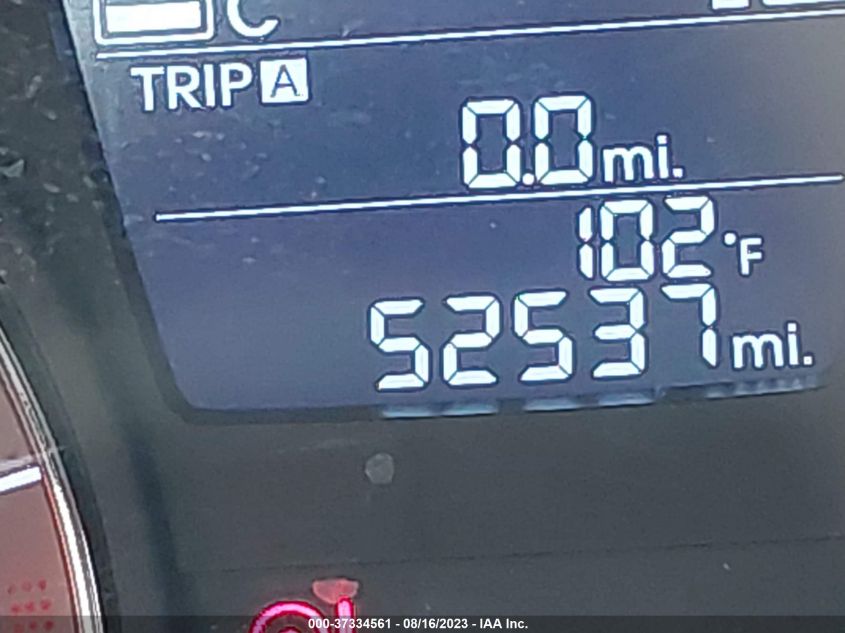 C
TRIP A
0.0 mi.
102 °F
52537 mi.
000-37334561 - 08/16/2023 - IAA Inc.